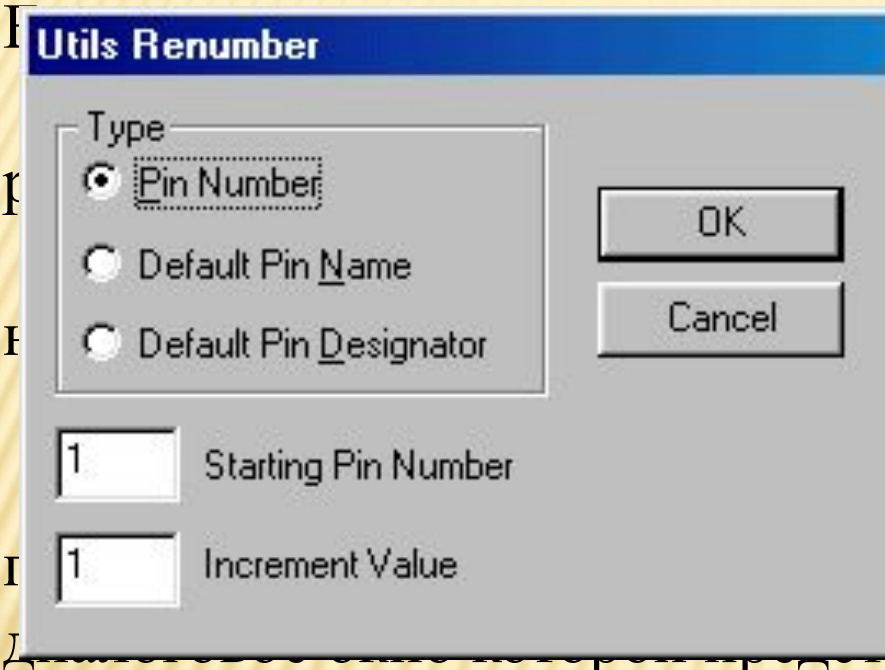 Utils Renumber
Type
Pin Number
Default Pin Name
Default Pin Designator
OK
Cancel
1 Starting Pin Number
1 Increment Value